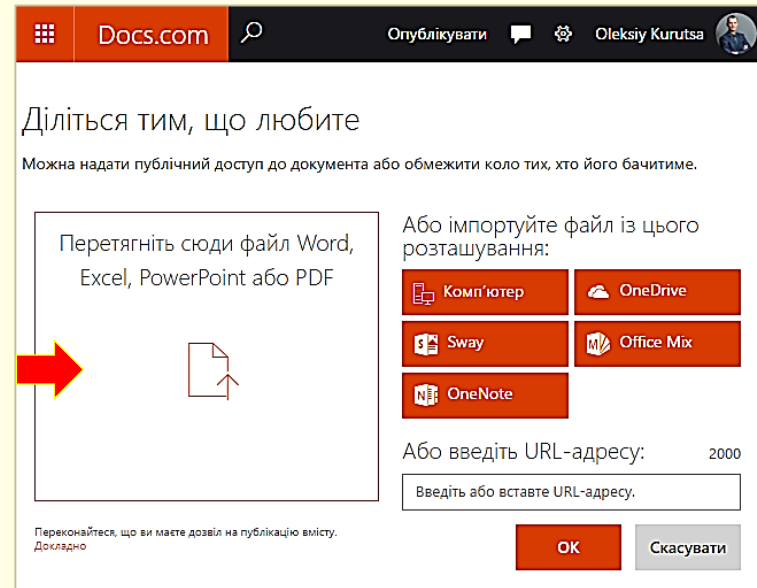 Docs.com
Опублікувати
Oleksiy Kurutsa
Діліться тим, що любите
Можна надати публічний доступ до документа або обмежити коло тих, хто його бачитиме.
Перетягніть сюди файл Word,
Excel, PowerPoint або PDF
Або імпортуйте файл із цього
розташування:
Комп'ютер
OneDrive
Sway
Office Mix
OneNote
Або введіть URL-адресу:
2000
Введіть або вставте URL-адресу.
Переконайтеся, що ви маєте дозвіл на публікацію вмісту.
Докладно
ОК
Скасувати